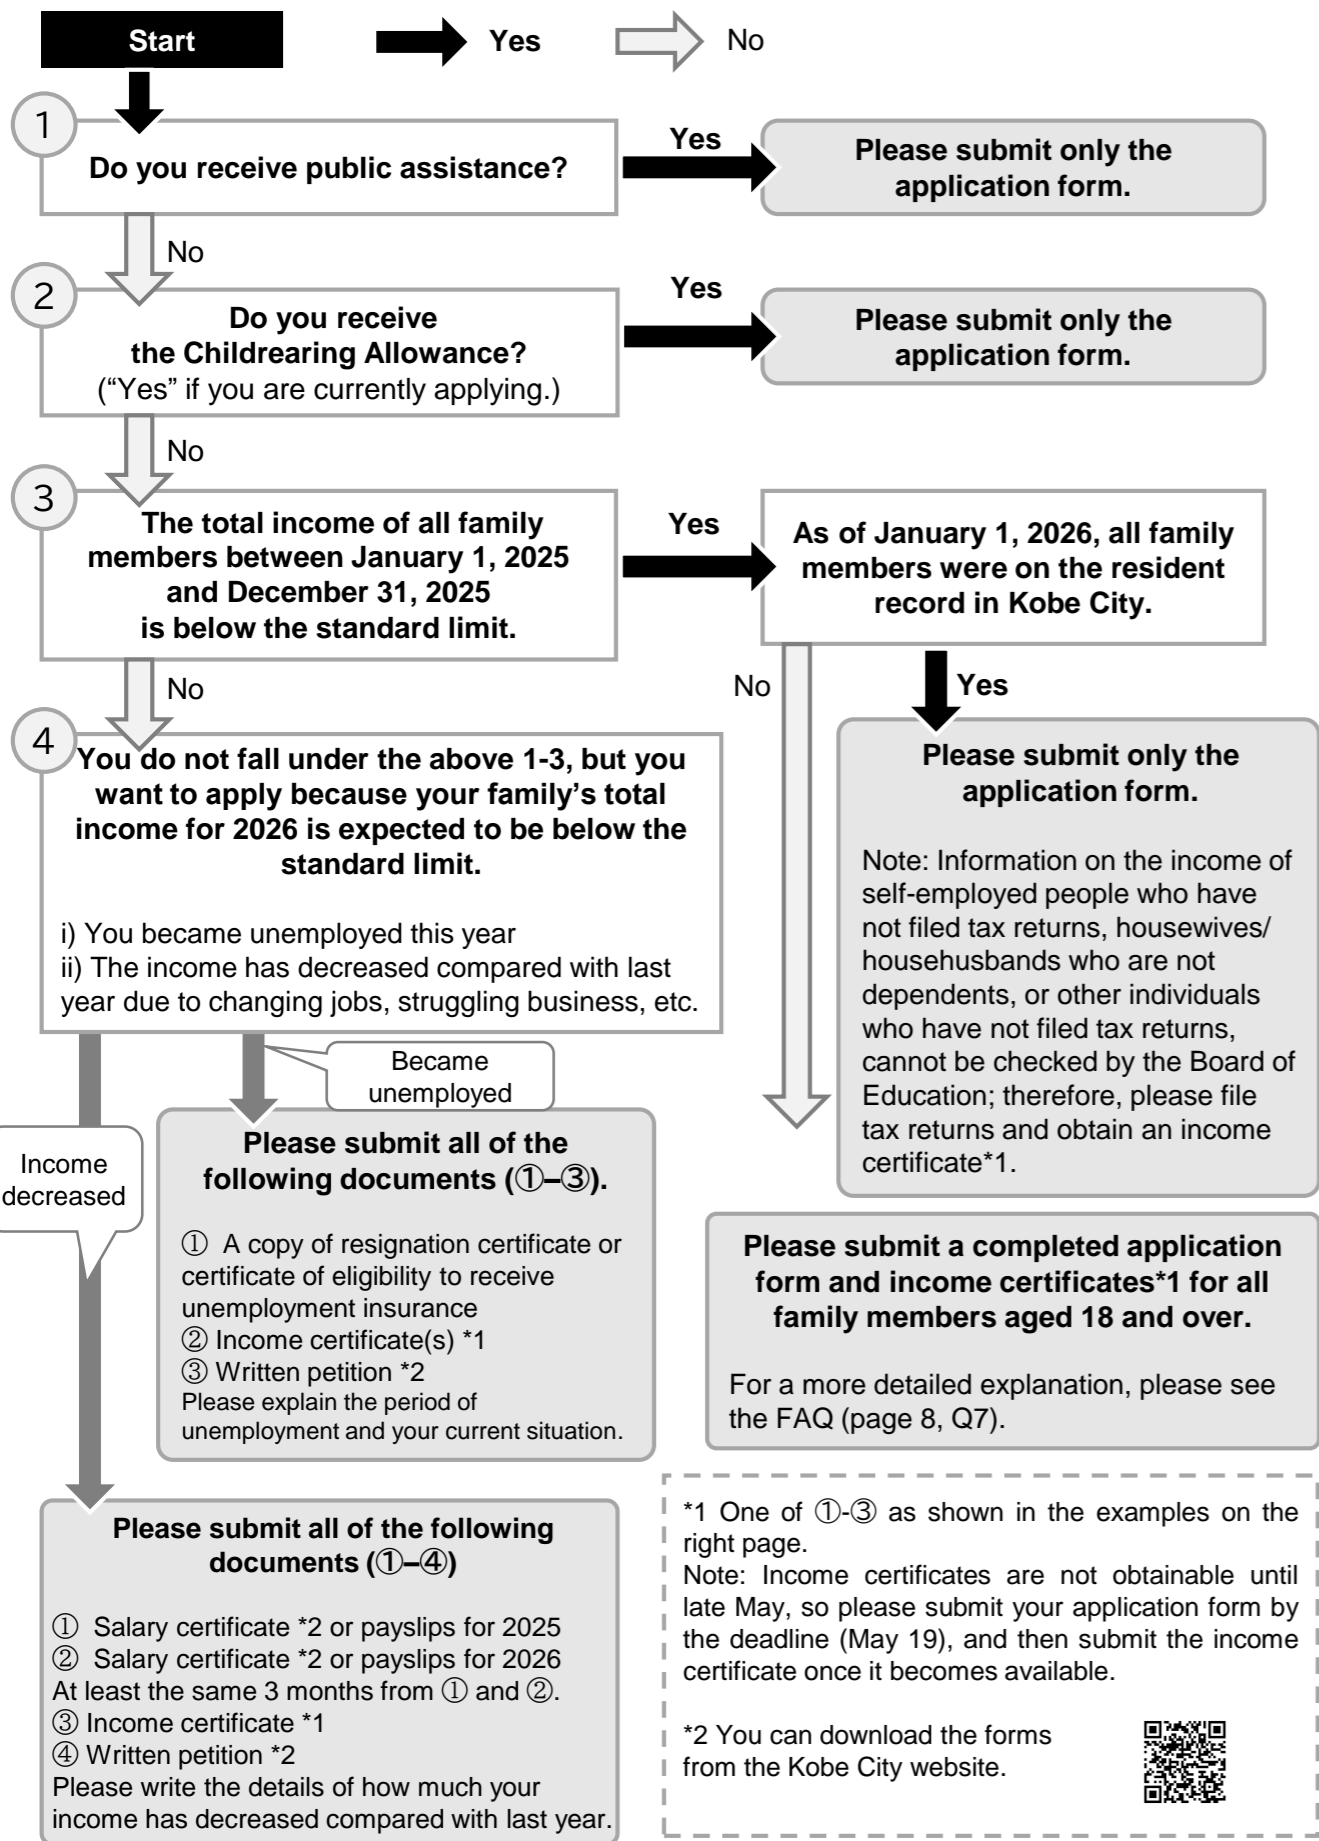 Start
Yes
No
1
Do you receive public assistance?
Yes
Please submit only the
application form.
No
2
Do you receive
the Childrearing Allowance?
(“Yes” if you are currently applying.)
Yes
Please submit only the
application form.
No
3
The total income of all family
members between January 1, 2025
and December 31, 2025
is below the standard limit.
Yes
As of January 1, 2026, all family
members were on the resident
record in Kobe City.
No
No
Yes
4
You do not fall under the above 1-3, but you
want to apply because your family’s total
income for 2026 is expected to be below the
standard limit.
i) You became unemployed this year
ii) The income has decreased compared with last
year due to changing jobs, struggling business, etc.
Please submit only the
application form.
Note: Information on the income of
self-employed people who have
not filed tax returns, housewives/
househusbands who are not
dependents, or other individuals
who have not filed tax returns,
cannot be checked by the Board of
Education; therefore, please file
tax returns and obtain an income
certificate*1.
Became
unemployed
Income
decreased
Please submit all of the
following documents (①–③).
① A copy of resignation certificate or
certificate of eligibility to receive
unemployment insurance
② Income certificate(s) *1
③ Written petition *2
Please explain the period of
unemployment and your current situation.
Please submit a completed application
form and income certificates*1 for all
family members aged 18 and over.
For a more detailed explanation, please see
the FAQ (page 8, Q7).
Please submit all of the following
documents (①–④)
① Salary certificate *2 or payslips for 2025
② Salary certificate *2 or payslips for 2026
At least the same 3 months from ① and ②.
③ Income certificate *1
④ Written petition *2
Please write the details of how much your
income has decreased compared with last year.
*1 One of ①-③ as shown in the examples on the
right page.
Note: Income certificates are not obtainable until
late May, so please submit your application form by
the deadline (May 19), and then submit the income
certificate once it becomes available.
*2 You can download the forms
from the Kobe City website.